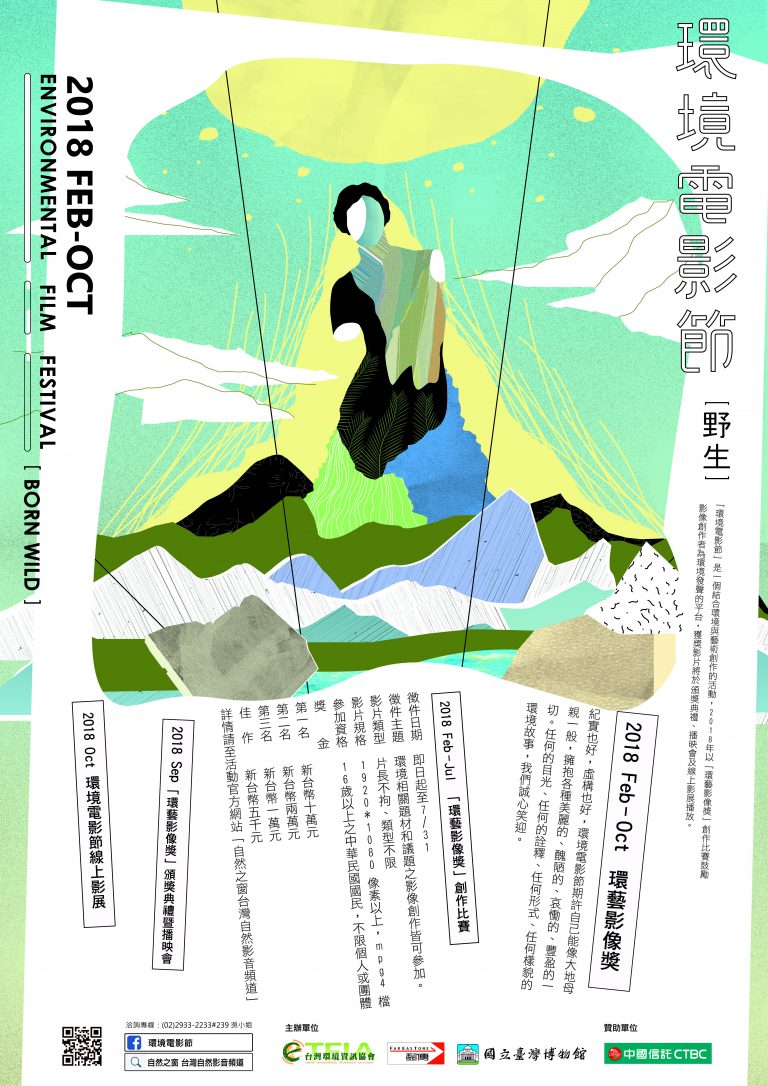 環境電影節
[野生]
2018 FEB-OCT
ENVIRONMENTAL FILM FESTIVAL [ BORN WILD ]
「環境電影節」是一個結合環境與藝術創作的活動，2018年以「環藝影像獎」創作比賽鼓勵
影像創作者為環境發聲的平台，獲獎影片將於頒獎典禮、播映會及線上影展播放。
2018 Feb-Oct 環藝影像獎
紀實也好，虛構也好，環境電影節期許自己能像大地母
親一般，擁抱各種美麗的、醜陋的、哀慟的、豐盈的一
切。任何的目光、任何的詮釋、任何形式、任何樣貌的
環境故事，我們誠心笑迎。
2018 Feb-Jul 「環藝影像獎」創作比賽
徵件日期 即日起至7/31
徵件主題 環境相關題材和議題之影像創作皆可參加。
影片類型 片長不拘、類型不限
影片規格 1920*1080 像素以上，mpg4 檔
參加資格 16歲以上之中華民國國民，不限個人或團體
獎 金
第一名 新台幣十萬元
第二名 新台幣兩萬元
第三名 新台幣一萬元
佳 作 新台幣五千元
詳情請至活動官方網站「自然之窗台灣自然影音頻道」
2018 Sep「環藝影像獎」頒獎典禮暨播映會
2018 Oct 環境電影節線上影展
洽詢專線：(02)2933-2233#239 吳小姐
環境電影節
自然之窗 台灣自然影音頻道
主辦單位
eTEIA
台灣環境資訊協會
國立臺灣博物館
贊助單位
中國信託 CTBC